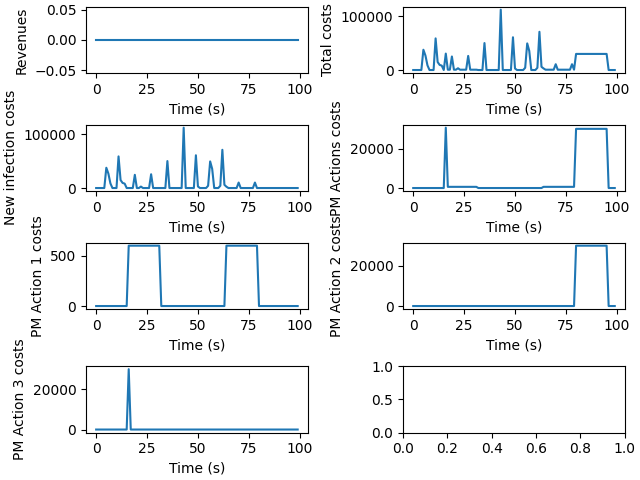 Revenues
0.05
0.00
−0.05
0 25 50 75 100
Time (s)
Total costs
100000
0
0 25 50 75 100
Time (s)
New infection costs
100000
0
0 25 50 75 100
Time (s)
PM Actions costs
20000
0
0 25 50 75 100
Time (s)
PM Action 1 costs
500
0
0 25 50 75 100
Time (s)
PM Action 2 costs
20000
0
0 25 50 75 100
Time (s)
PM Action 3 costs
20000
0
0 25 50 75 100
Time (s)
1.0
0.5
0.0
0.0 0.2 0.4 0.6 0.8 1.0